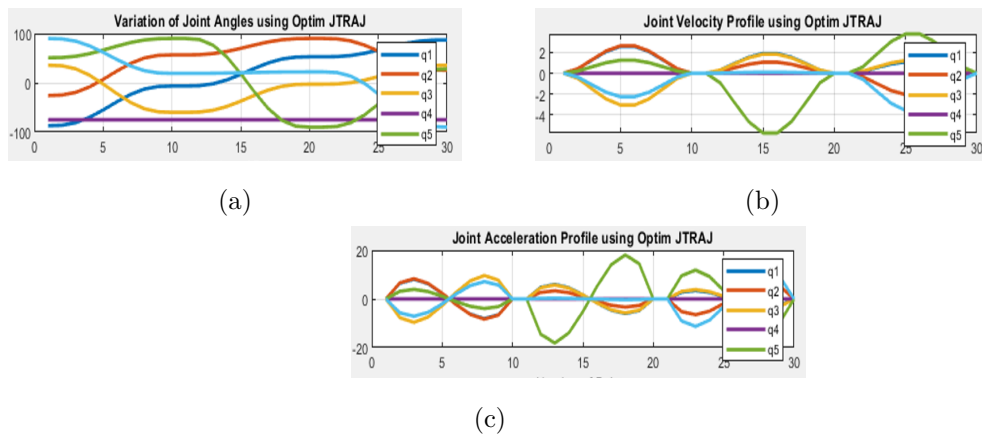 Variation of Joint Angles using Optim JTRAJ
100
0
-100
0
5
10
15
20
25
30
q1
q2
q3
q4
q5
(a)
Joint Velocity Profile using Optim JTRAJ
2
0
-2
-4
0
5
10
15
20
25
30
q1
q2
q3
q4
q5
(b)
Joint Acceleration Profile using Optim JTRAJ
20
0
-20
0
5
10
15
20
25
30
q1
q2
q3
q4
q5
(c)